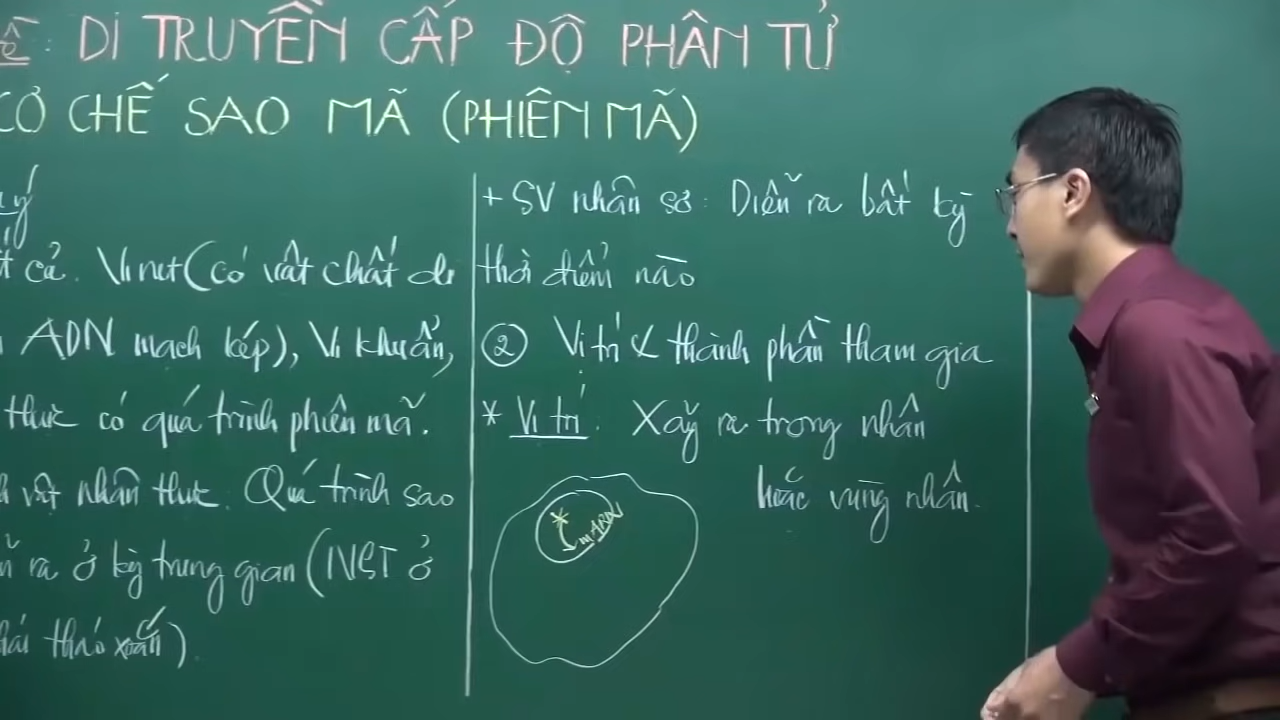 ề: DI TRUYỀN CẤP ĐỘ PHÂN TỬ
CƠ CHẾ SAO MÃ (PHIÊN MÃ)
ý
t cả. Virut (có vật chất di
ADN mạch kép), Vi khuẩn,
thực có quá trình phiên mã.
vật nhân thực. Quá trình sao
ra ở kỳ trung gian (NST ở
thái tháo xoắn).
+ SV nhân sơ: Diễn ra bất kỳ
thời điểm nào
② Vị trí & thành phần tham gia
* Vị trí: Xảy ra trong nhân
hoặc vùng nhân.
mARN